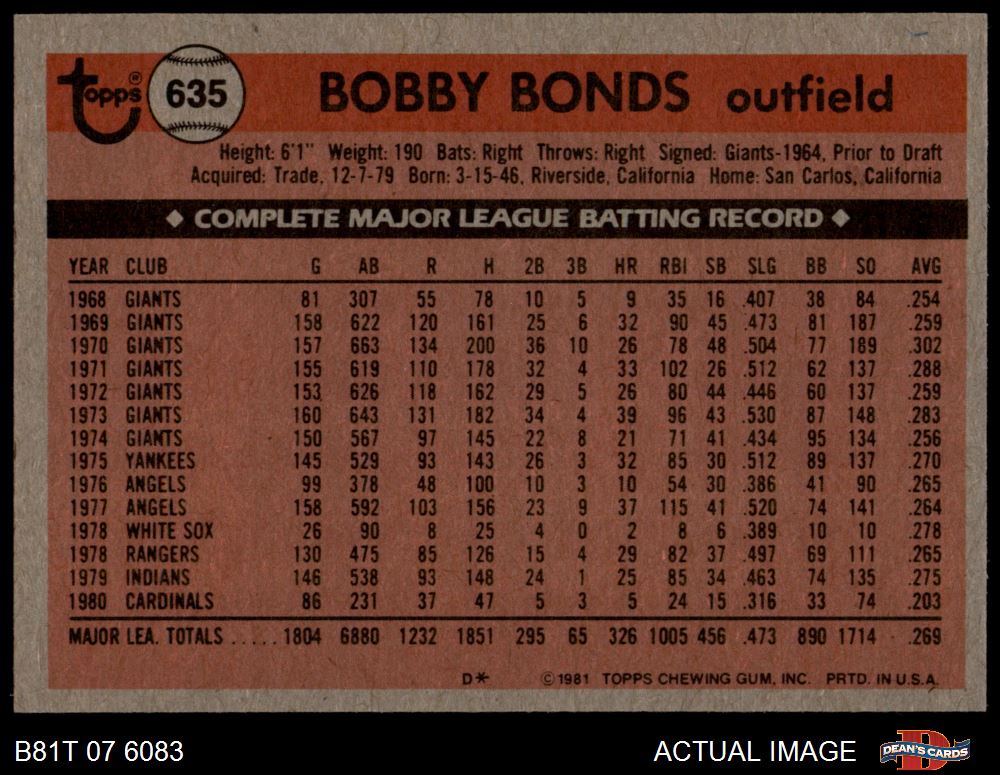 topps® 635 BOBBY BONDS outfield
Height: 6'1" Weight: 190 Bats: Right Throws: Right Signed: Giants-1964, Prior to Draft
Acquired: Trade, 12-7-79 Born: 3-15-46, Riverside, California Home: San Carlos, California
◆ COMPLETE MAJOR LEAGUE BATTING RECORD ◆
YEAR CLUB G AB R H 2B 3B HR RBI SB SLG BB SO AVG
1968 GIANTS 81 307 55 78 10 5 9 35 16 .407 38 84 .254
1969 GIANTS 158 622 120 161 25 6 32 90 45 .473 81 187 .259
1970 GIANTS 157 663 134 200 36 10 26 78 48 .504 77 189 .302
1971 GIANTS 155 619 110 178 32 4 33 102 26 .512 62 137 .288
1972 GIANTS 153 626 118 162 29 5 26 80 44 .446 60 137 .259
1973 GIANTS 160 643 131 182 34 4 39 96 43 .530 87 148 .283
1974 GIANTS 150 567 97 145 22 8 21 71 41 .434 95 134 .256
1975 YANKEES 145 529 93 143 26 3 32 85 30 .512 89 137 .270
1976 ANGELS 99 378 48 100 10 3 10 54 30 .386 41 90 .265
1977 ANGELS 158 592 103 156 23 9 37 115 41 .520 74 141 .264
1978 WHITE SOX 26 90 8 25 4 0 2 8 6 .389 10 10 .278
1978 RANGERS 130 475 85 126 15 4 29 82 37 .497 69 111 .265
1979 INDIANS 146 538 93 148 24 1 25 85 34 .463 74 135 .275
1980 CARDINALS 86 231 37 47 5 3 5 24 15 .316 33 74 .203
MAJOR LEA. TOTALS ..... 1804 6880 1232 1851 295 65 326 1005 456 .473 890 1714 .269
D* © 1981 TOPPS CHEWING GUM, INC. PRTD. IN U.S.A.
B81T 07 6083 ACTUAL IMAGE DEAN'S CARDS